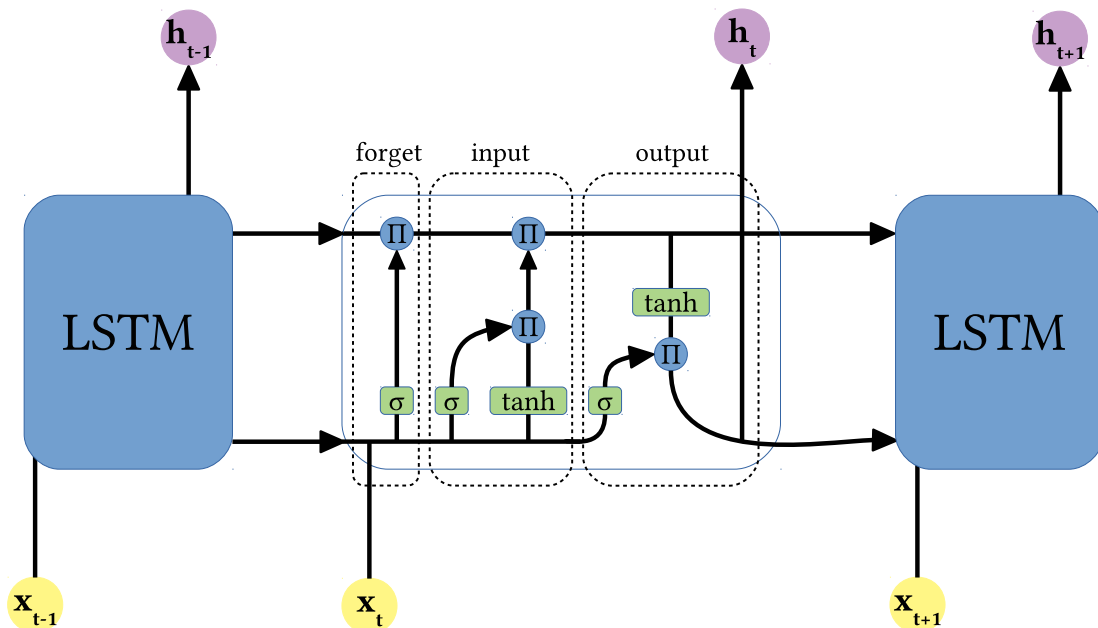 h t-1
h t
h t+1
forget input output
Π Π
tanh
LSTM Π LSTM
Π
σ σ tanh σ
x t-1
x t
x t+1